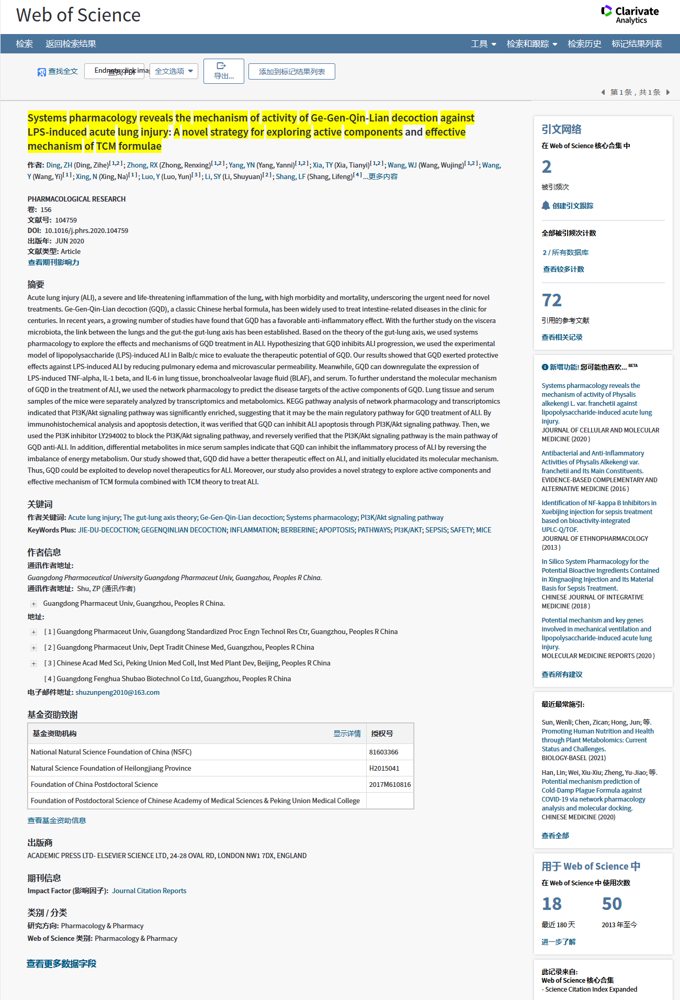 Web of Science
Clarivate
Analytics
检索 返回检索结果 工具 检索和跟踪 检索历史 标记结果列表
查找全文 全文选项 导出... 添加到标记结果列表
第1条，共1条
Systems pharmacology reveals the mechanism of activity of Ge-Gen-Qin-Lian decoction against
LPS-induced acute lung injury: A novel strategy for exploring active components and effective
mechanism of TCM formulae
作者: Ding, ZH (Ding, Zihe)[ 1,2 ] ; Zhong, RX (Zhong, Renxing)[ 1,2 ] ; Yang, YN (Yang, Yanni)[ 1,2 ] ; Xia, TY (Xia, Tianyi)[ 1,2 ] ; Wang, WJ (Wang, Wujing)[ 1,2 ] ; Wang,
Y (Wang, Yi)[ 1 ] ; Xing, N (Xing, Na)[ 1 ] ; Luo, Y (Luo, Yun)[ 3 ] ; Li, SY (Li, Shuyuan)[ 2 ] ; Shang, LF (Shang, Lifeng)[ 4 ] ...更多内容
PHARMACOLOGICAL RESEARCH
卷: 156
文献号: 104759
DOI: 10.1016/j.phrs.2020.104759
出版年: JUN 2020
文献类型: Article
查看期刊影响力
摘要
Acute lung injury (ALI), a severe and life-threatening inflammation of the lung, with high morbidity and mortality, underscoring the urgent need for novel
treatments. Ge-Gen-Qin-Lian decoction (GQD), a classic Chinese herbal formula, has been widely used to treat intestine-related diseases in the clinic for
centuries. In recent years, a growing number of studies have found that GQD has a favorable anti-inflammatory effect. With the further study on the viscera
microbiota, the link between the lungs and the gut-the gut-lung axis has been established. Based on the theory of the gut-lung axis, we used systems
pharmacology to explore the effects and mechanisms of GQD treatment in ALI. Hypothesizing that GQD inhibits ALI progression, we used the experimental
model of lipopolysaccharide (LPS)-induced ALI in Balb/c mice to evaluate the therapeutic potential of GQD. Our results showed that GQD exerted protective
effects against LPS-induced ALI by reducing pulmonary edema and microvascular permeability. Meanwhile, GQD can downregulate the expression of
LPS-induced TNF-alpha, IL-1 beta, and IL-6 in lung tissue, bronchoalveolar lavage fluid (BLAF), and serum. To further understand the molecular mechanism
of GQD in the treatment of ALI, we used the network pharmacology to predict the disease targets of the active components of GQD. Lung tissue and serum
samples of the mice were separately analyzed by transcriptomics and metabolomics. KEGG pathway analysis of network pharmacology and transcriptomics
indicated that PI3K/Akt signaling pathway was significantly enriched, suggesting that it may be the main regulatory pathway for GQD treatment of ALI. By
immunohistochemical analysis and apoptosis detection, it was verified that GQD can inhibit ALI apoptosis through PI3K/Akt signaling pathway. Then, we
used the PI3K inhibitor LY294002 to block the PI3K/Akt signaling pathway, and reversely verified that the PI3K/Akt signaling pathway is the main pathway of
GQD anti-ALI. In addition, differential metabolites in mice serum samples indicate that GQD can inhibit the inflammatory process of ALI by reversing the
imbalance of energy metabolism. Our study showed that, GQD did have a better therapeutic effect on ALI, and initially elucidated its molecular mechanism.
Thus, GQD could be exploited to develop novel therapeutics for ALI. Moreover, our study also provides a novel strategy to explore active components and
effective mechanism of TCM formula combined with TCM theory to treat ALI.
关键词
作者关键词: Acute lung injury; The gut-lung axis theory; Ge-Gen-Qin-Lian decoction; Systems pharmacology; PI3K/Akt signaling pathway
KeyWords Plus: JIE-DU-DECOCTION; GEGENQINLIAN DECOCTION; INFLAMMATION; BERBERINE; APOPTOSIS; PATHWAYS; PI3K/AKT; SEPSIS; SAFETY; MICE
作者信息
通讯作者地址:
Guangdong Pharmaceutical University Guangdong Pharmaceut Univ, Guangzhou, Peoples R China.
通讯作者地址: Shu, ZP (通讯作者)
Guangdong Pharmaceut Univ, Guangzhou, Peoples R China.
地址:
[ 1 ] Guangdong Pharmaceut Univ, Guangdong Standardized Proc Engn Technol Res Ctr, Guangzhou, Peoples R China
[ 2 ] Guangdong Pharmaceut Univ, Dept Tradit Chinese Med, Guangzhou, Peoples R China
[ 3 ] Chinese Acad Med Sci, Peking Union Med Coll, Inst Med Plant Dev, Beijing, Peoples R China
[ 4 ] Guangdong Fenghua Shubao Biotechnol Co Ltd, Guangzhou, Peoples R China
电子邮件地址: shuzunpeng2010@163.com
基金资助致谢
基金资助机构 显示详情 授权号
National Natural Science Foundation of China (NSFC) 81603366
Natural Science Foundation of Heilongjiang Province H2015041
Foundation of China Postdoctoral Science 2017M610816
Foundation of Postdoctoral Science of Chinese Academy of Medical Sciences & Peking Union Medical College
查看基金资助信息
出版商
ACADEMIC PRESS LTD- ELSEVIER SCIENCE LTD, 24-28 OVAL RD, LONDON NW1 7DX, ENGLAND
期刊信息
Impact Factor (影响因子): Journal Citation Reports
类别 / 分类
研究方向: Pharmacology & Pharmacy
Web of Science 类别: Pharmacology & Pharmacy
查看更多数据字段
引文网络
在 Web of Science 核心合集 中
2
被引频次
创建引文跟踪
全部被引频次计数
2 / 所有数据库
查看较多计数
72
引用的参考文献
查看相关记录
新增功能! 您可能也喜欢... BETA
Systems pharmacology reveals the
mechanism of activity of Physalis
alkekengi L. var. franchetii against
lipopolysaccharide-induced acute lung
injury.
JOURNAL OF CELLULAR AND MOLECULAR
MEDICINE (2020 )
Antibacterial and Anti-Inflammatory
Activities of Physalis Alkekengi var.
franchetii and Its Main Constituents.
EVIDENCE-BASED COMPLEMENTARY AND
ALTERNATIVE MEDICINE (2016 )
Identification of NF-kappa B Inhibitors in
Xuebijing injection for sepsis treatment
based on bioactivity-integrated
UPLC-Q/TOF.
JOURNAL OF ETHNOPHARMACOLOGY
(2013 )
In Silico System Pharmacology for the
Potential Bioactive Ingredients Contained
in Xingnaojing Injection and Its Material
Basis for Sepsis Treatment.
CHINESE JOURNAL OF INTEGRATIVE
MEDICINE (2018 )
Potential mechanism and key genes
involved in mechanical ventilation and
lipopolysaccharide-induced acute lung
injury.
MOLECULAR MEDICINE REPORTS (2020 )
查看所有建议
最近最常施引:
Sun, Wenli; Chen, Zican; Hong, Jun; 等.
Promoting Human Nutrition and Health
through Plant Metabolomics: Current
Status and Challenges.
BIOLOGY-BASEL (2021)
Han, Lin; Wei, Xiu-Xiu; Zheng, Yu-Jiao; 等.
Potential mechanism prediction of
Cold-Damp Plague Formula against
COVID-19 via network pharmacology
analysis and molecular docking.
CHINESE MEDICINE (2020)
查看全部
用于 Web of Science 中
在 Web of Science 中 使用次数
18 50
最近 180 天 2013 年至今
进一步了解
此记录来自:
Web of Science 核心合集
- Science Citation Index Expanded